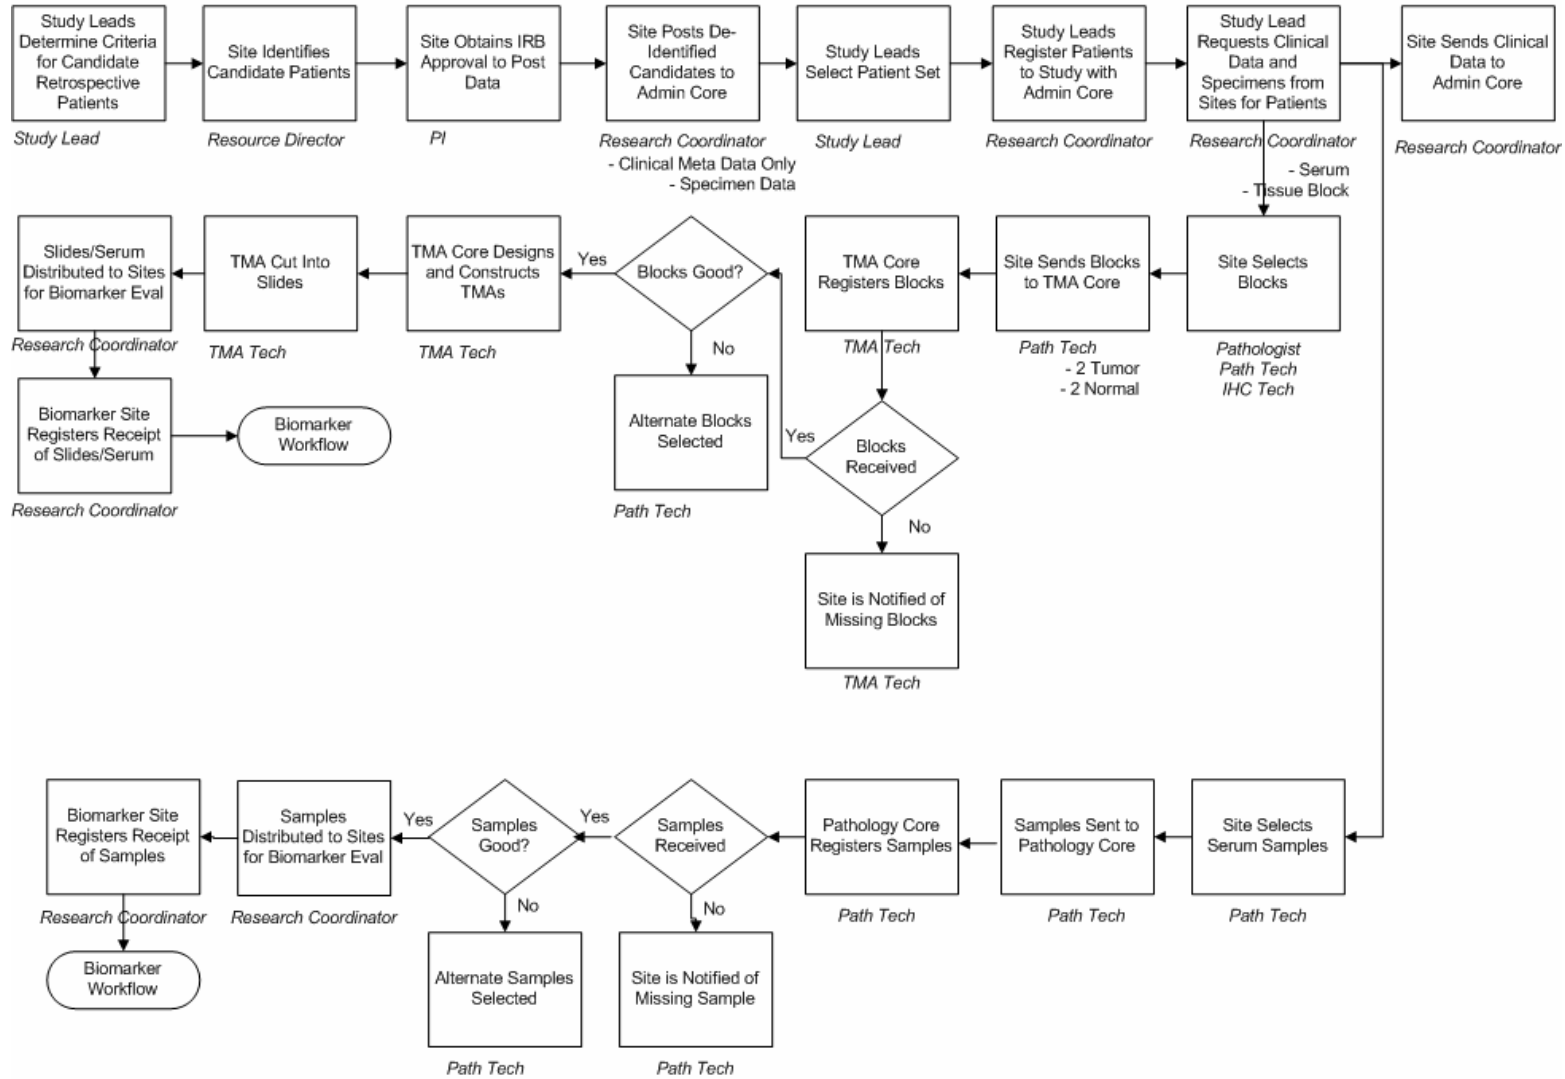 Study Leads
Determine Criteria
for Candidate
Retrospective
Patients
Study Lead
Site Identifies
Candidate Patients
Resource Director
Site Obtains IRB
Approval to Post
Data
PI
Site Posts De-
Identified
Candidates to
Admin Core
Research Coordinator
- Clinical Meta Data Only
- Specimen Data
Study Leads
Select Patient Set
Study Lead
Study Leads
Register Patients
to Study with
Admin Core
Research Coordinator
Study Lead
Requests Clinical
Data and
Specimens from
Sites for Patients
Research Coordinator
- Serum
- Tissue Block
Site Sends Clinical
Data to
Admin Core
Research Coordinator
Site Selects
Blocks
Pathologist
Path Tech
IHC Tech
Site Sends Blocks
to TMA Core
Path Tech
- 2 Tumor
- 2 Normal
TMA Core
Registers Blocks
TMA Tech
Blocks
Received
Yes
No
Site is Notified of
Missing Blocks
TMA Tech
Blocks Good?
Yes
No
Alternate Blocks
Selected
Path Tech
TMA Core Designs
and Constructs
TMAs
TMA Tech
TMA Cut Into
Slides
TMA Tech
Slides/Serum
Distributed to Sites
for Biomarker Eval
Research Coordinator
Biomarker Site
Registers Receipt
of Slides/Serum
Research Coordinator
Biomarker
Workflow
Site Selects
Serum Samples
Path Tech
Samples Sent to
Pathology Core
Path Tech
Pathology Core
Registers Samples
Path Tech
Samples
Received
Yes
No
Site is Notified of
Missing Sample
Path Tech
Samples
Good?
Yes
No
Alternate Samples
Selected
Path Tech
Samples
Distributed to Sites
for Biomarker Eval
Research Coordinator
Biomarker Site
Registers Receipt
of Samples
Research Coordinator
Biomarker
Workflow